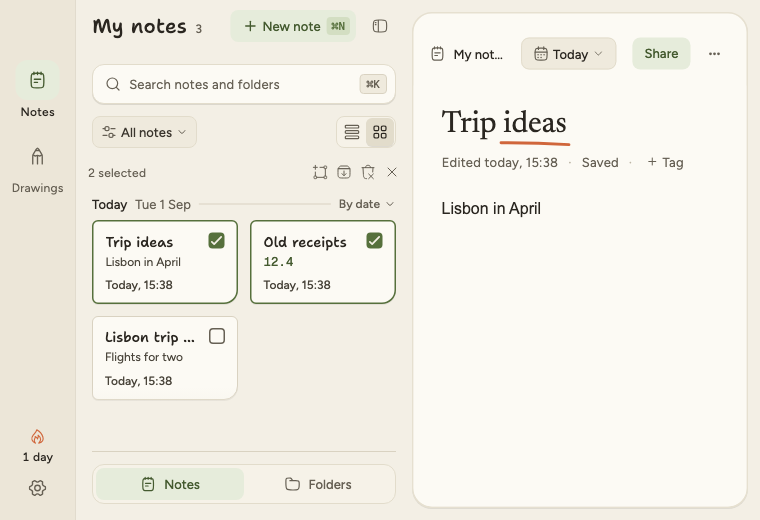 Notes
Drawings
1 day
My notes 3
New note ⌘N
Search notes and folders ⌘K
All notes
2 selected
Today Tue 1 Sep By date
Trip ideas
Lisbon in April
Today, 15:38
Old receipts
12.4
Today, 15:38
Lisbon trip ...
Flights for two
Today, 15:38
Notes
Folders
My not...
Today
Share
Trip ideas
Edited today, 15:38 · Saved · + Tag
Lisbon in April